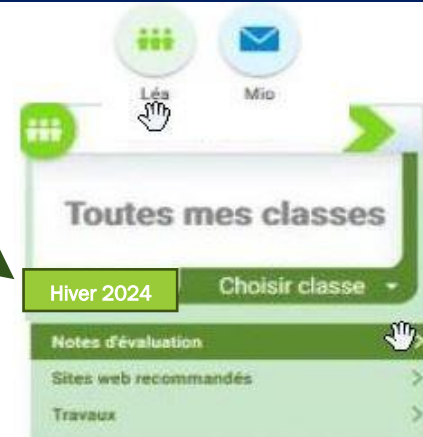 Léa Mio
Toutes mes classes
Hiver 2024 Choisir classe
Notes d'évaluation
Sites web recommandés
Travaux